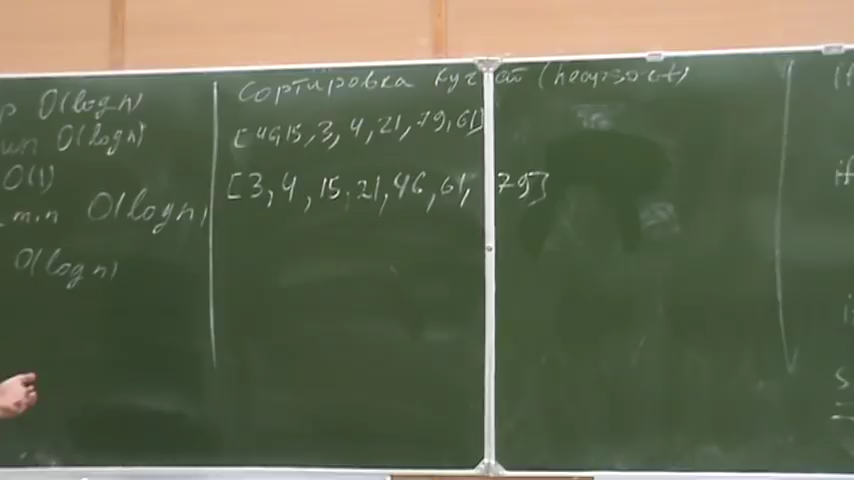 O(log n)
O(log n)
O(1)
min O(log n)
O(log n)
Сортировка кучей (heapsort)
[46,15,3,4,21,79,61]
[3,4,15,21,46,61,79]
if